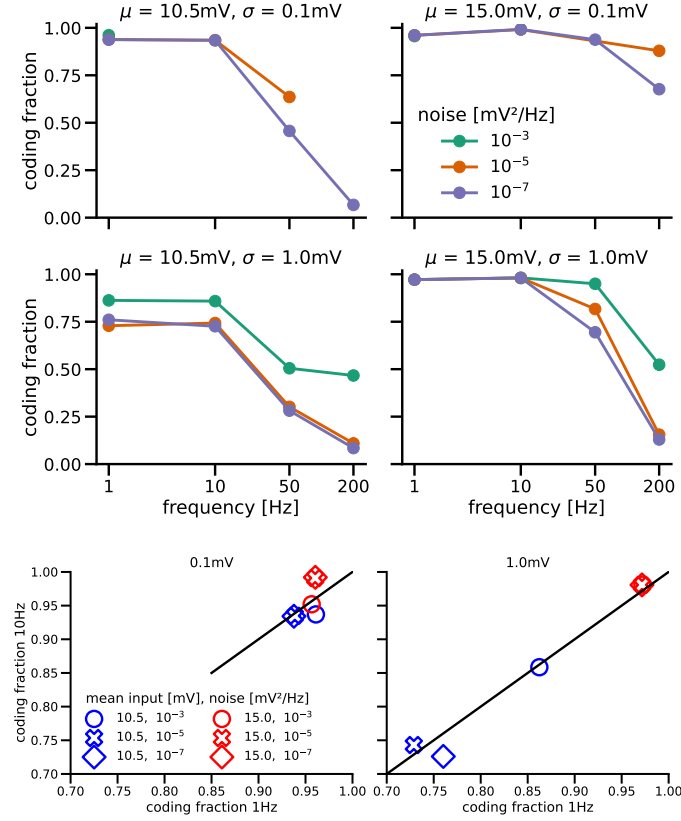 μ = 10.5mV, σ = 0.1mV
μ = 15.0mV, σ = 0.1mV
coding fraction
1.00
0.75
0.50
0.25
0.00
noise [mV²/Hz]
10⁻³
10⁻⁵
10⁻⁷
μ = 10.5mV, σ = 1.0mV
μ = 15.0mV, σ = 1.0mV
coding fraction
1.00
0.75
0.50
0.25
0.00
1 10 50 200
1 10 50 200
frequency [Hz]
frequency [Hz]
0.1mV
1.0mV
coding fraction 10Hz
1.00
0.95
0.90
0.85
0.80
0.75
0.70
mean input [mV], noise [mV²/Hz]
10.5, 10⁻³ 15.0, 10⁻³
10.5, 10⁻⁵ 15.0, 10⁻⁵
10.5, 10⁻⁷ 15.0, 10⁻⁷
0.70 0.75 0.80 0.85 0.90 0.95 1.00
0.70 0.75 0.80 0.85 0.90 0.95 1.00
coding fraction 1Hz
coding fraction 1Hz